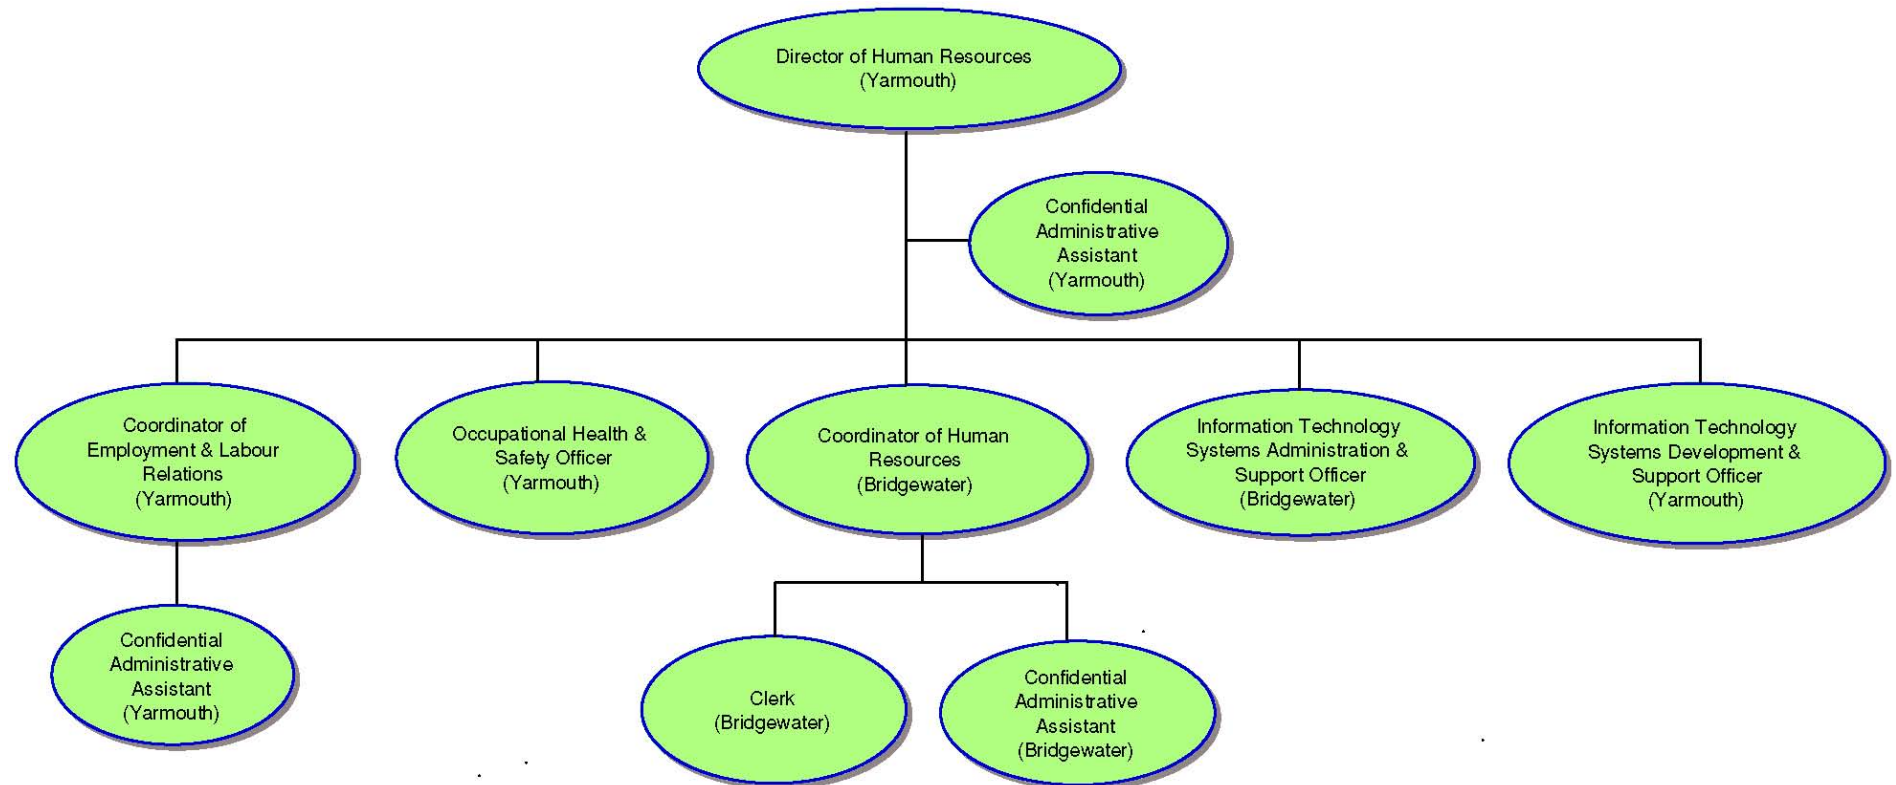 Director of Human Resources
(Yarmouth)
Confidential
Administrative
Assistant
(Yarmouth)
Coordinator of
Employment & Labour
Relations
(Yarmouth)
Occupational Health &
Safety Officer
(Yarmouth)
Coordinator of Human
Resources
(Bridgewater)
Information Technology
Systems Administration &
Support Officer
(Bridgewater)
Information Technology
Systems Development &
Support Officer
(Yarmouth)
Confidential
Administrative
Assistant
(Yarmouth)
Clerk
(Bridgewater)
Confidential
Administrative
Assistant
(Bridgewater)